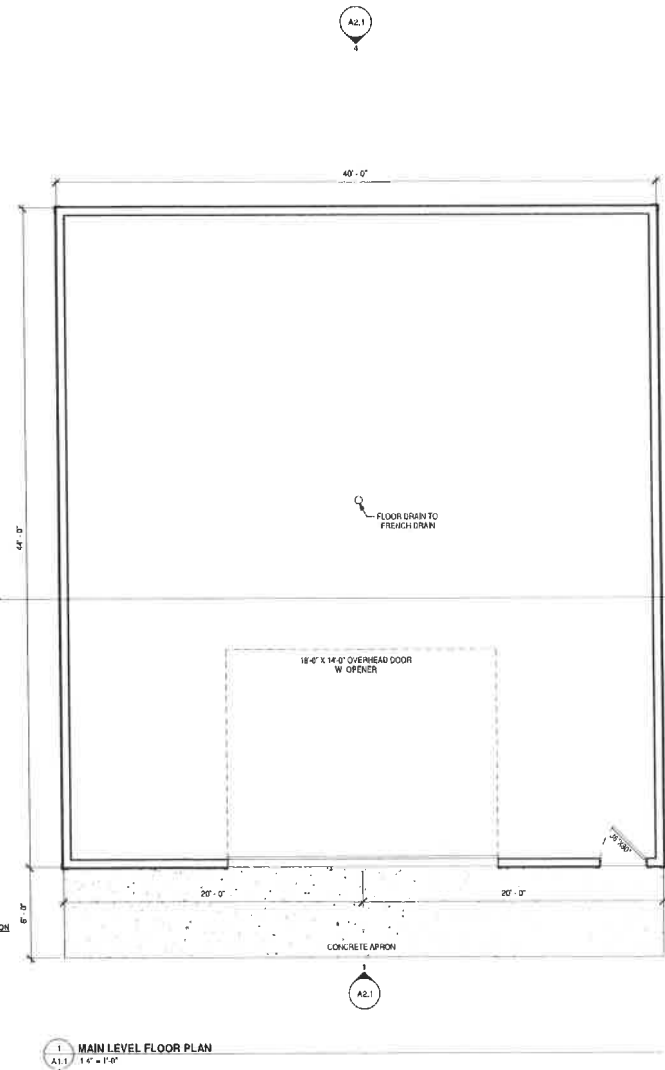 A2.1
4
40' - 0"
44' - 0"
FLOOR DRAIN TO
FRENCH DRAIN
18'-0" X 14'-0" OVERHEAD DOOR
W/ OPENER
20' - 0"
20' - 0"
6' - 0"
ON
CONCRETE APRON
1
A2.1
1
A1.1
MAIN LEVEL FLOOR PLAN
1/4" = 1'-0"